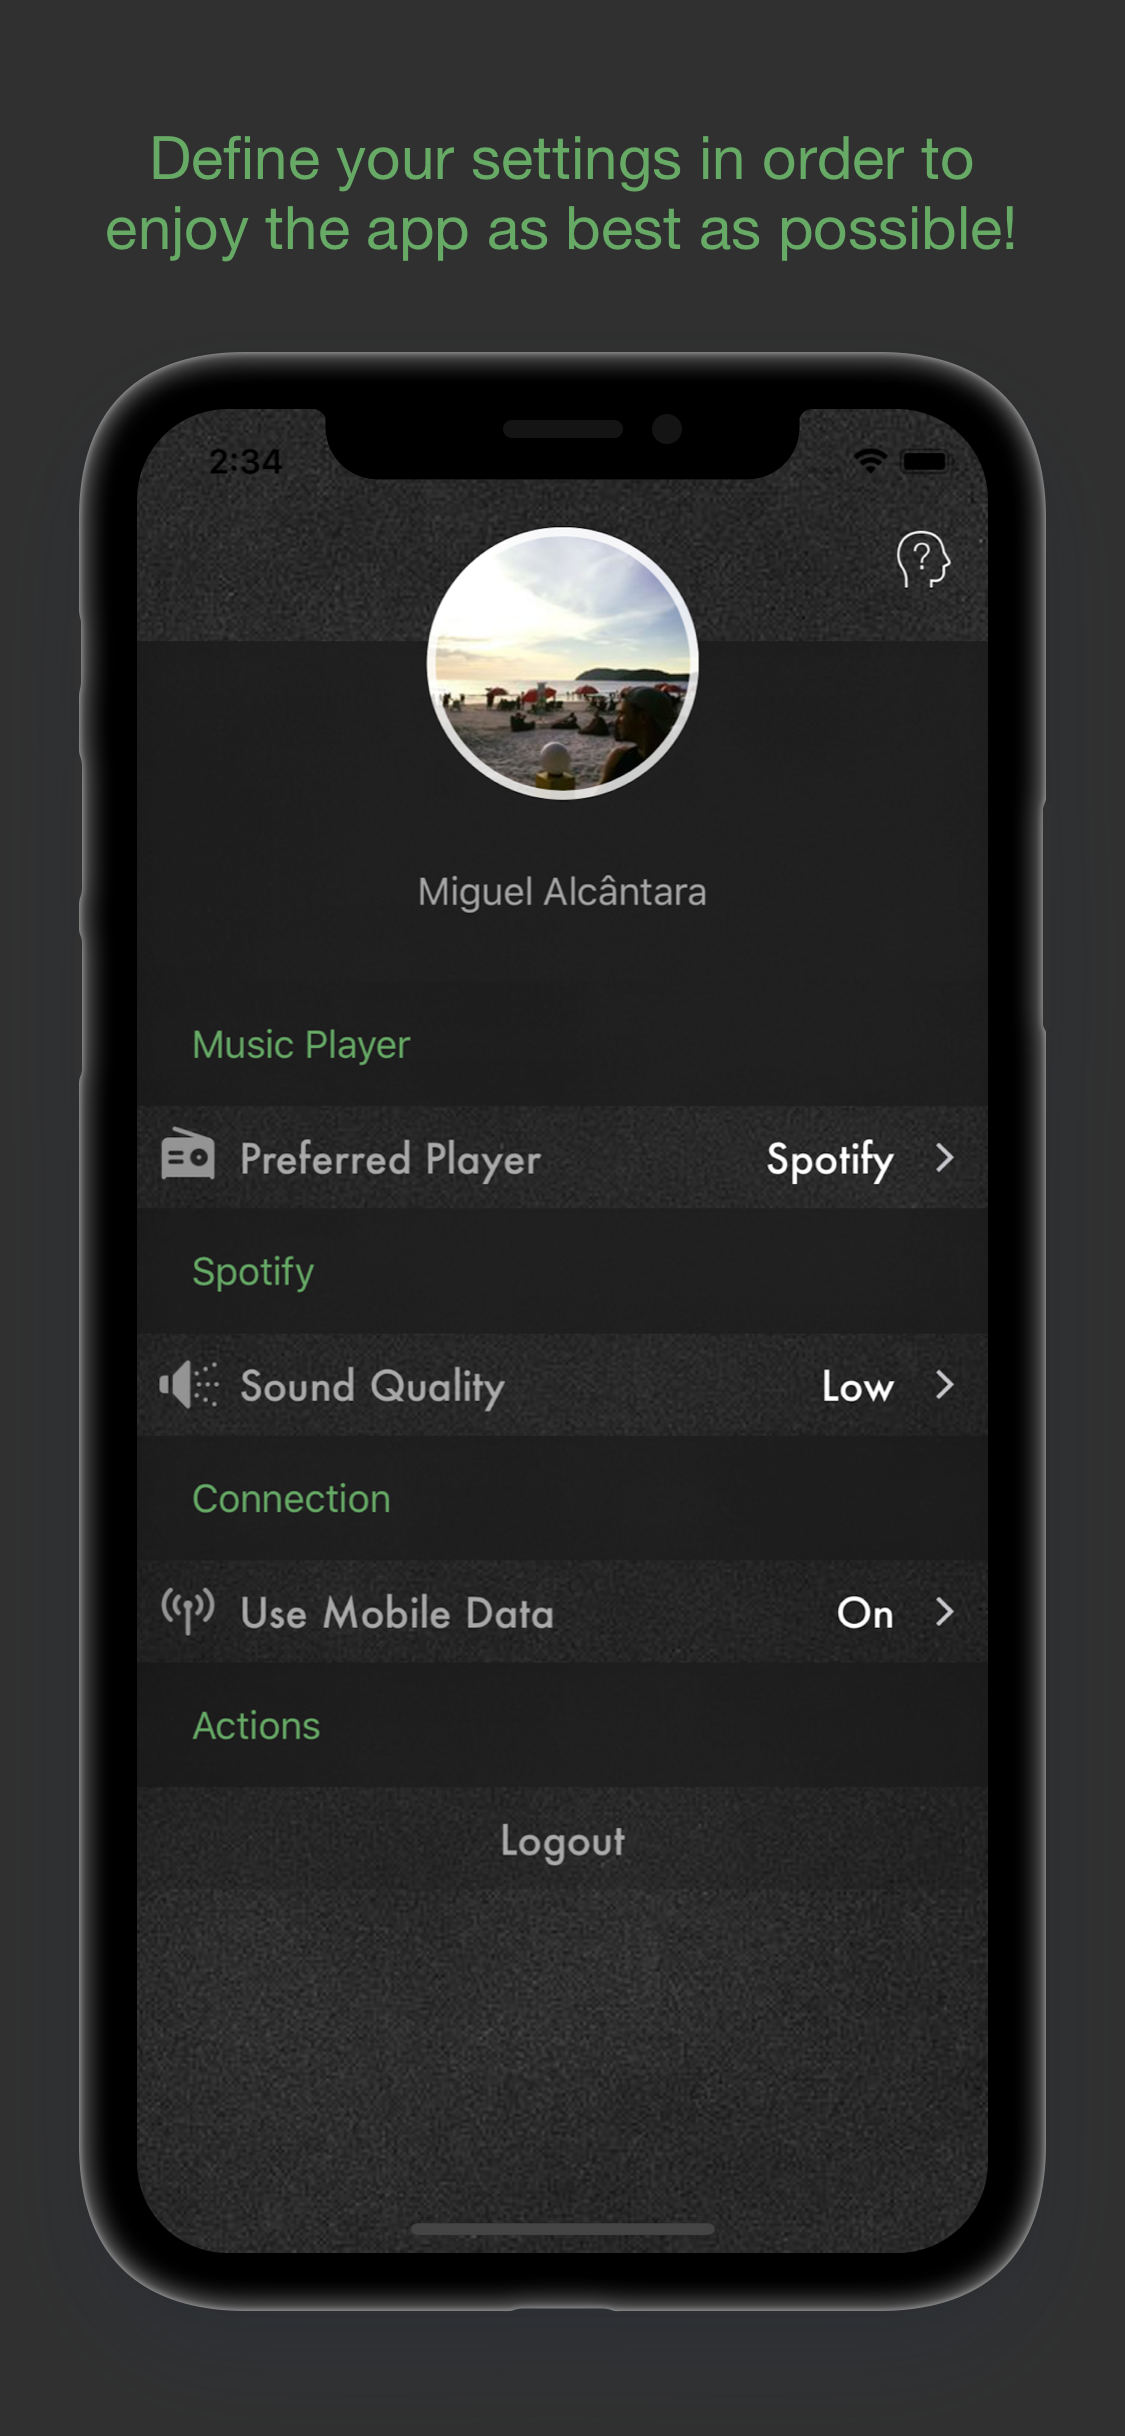 Define your settings in order to
enjoy the app as best as possible!
2:34
?
Miguel Alcântara
Music Player
Preferred Player Spotify
Spotify
Sound Quality Low
Connection
Use Mobile Data On
Actions
Logout